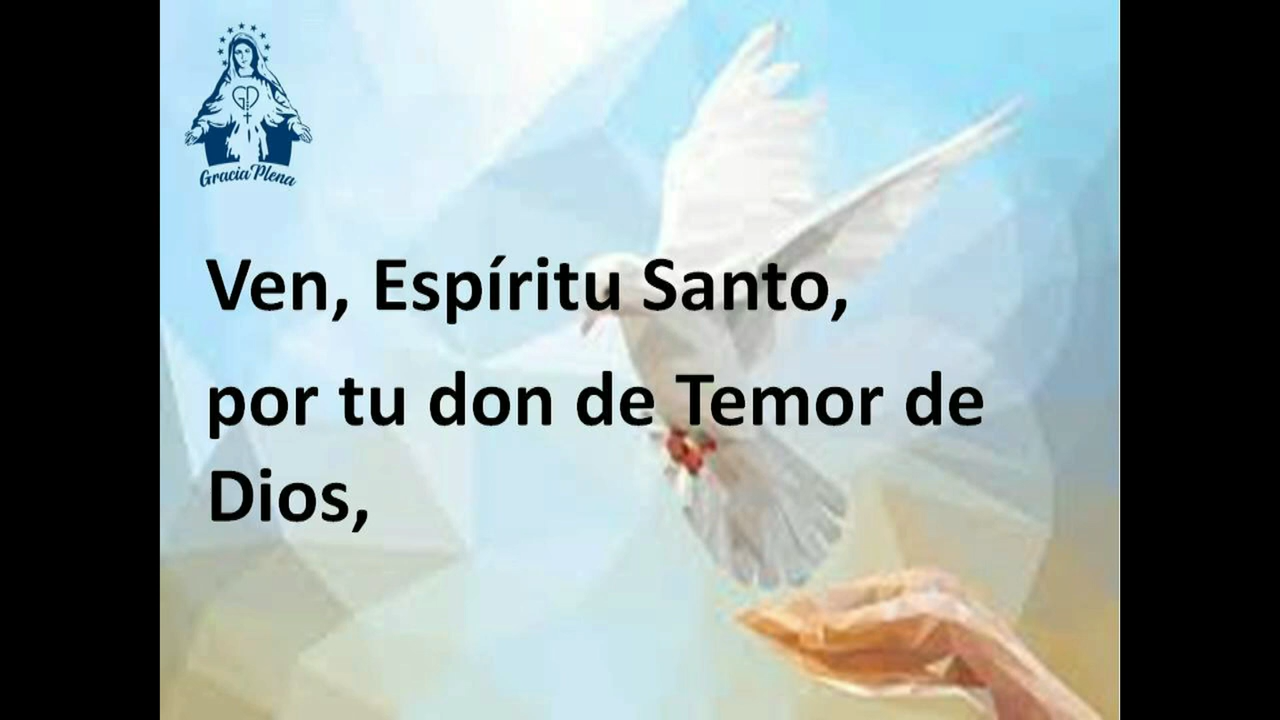 Gracia Plena
Ven, Espíritu Santo,
por tu don de Temor de
Dios,